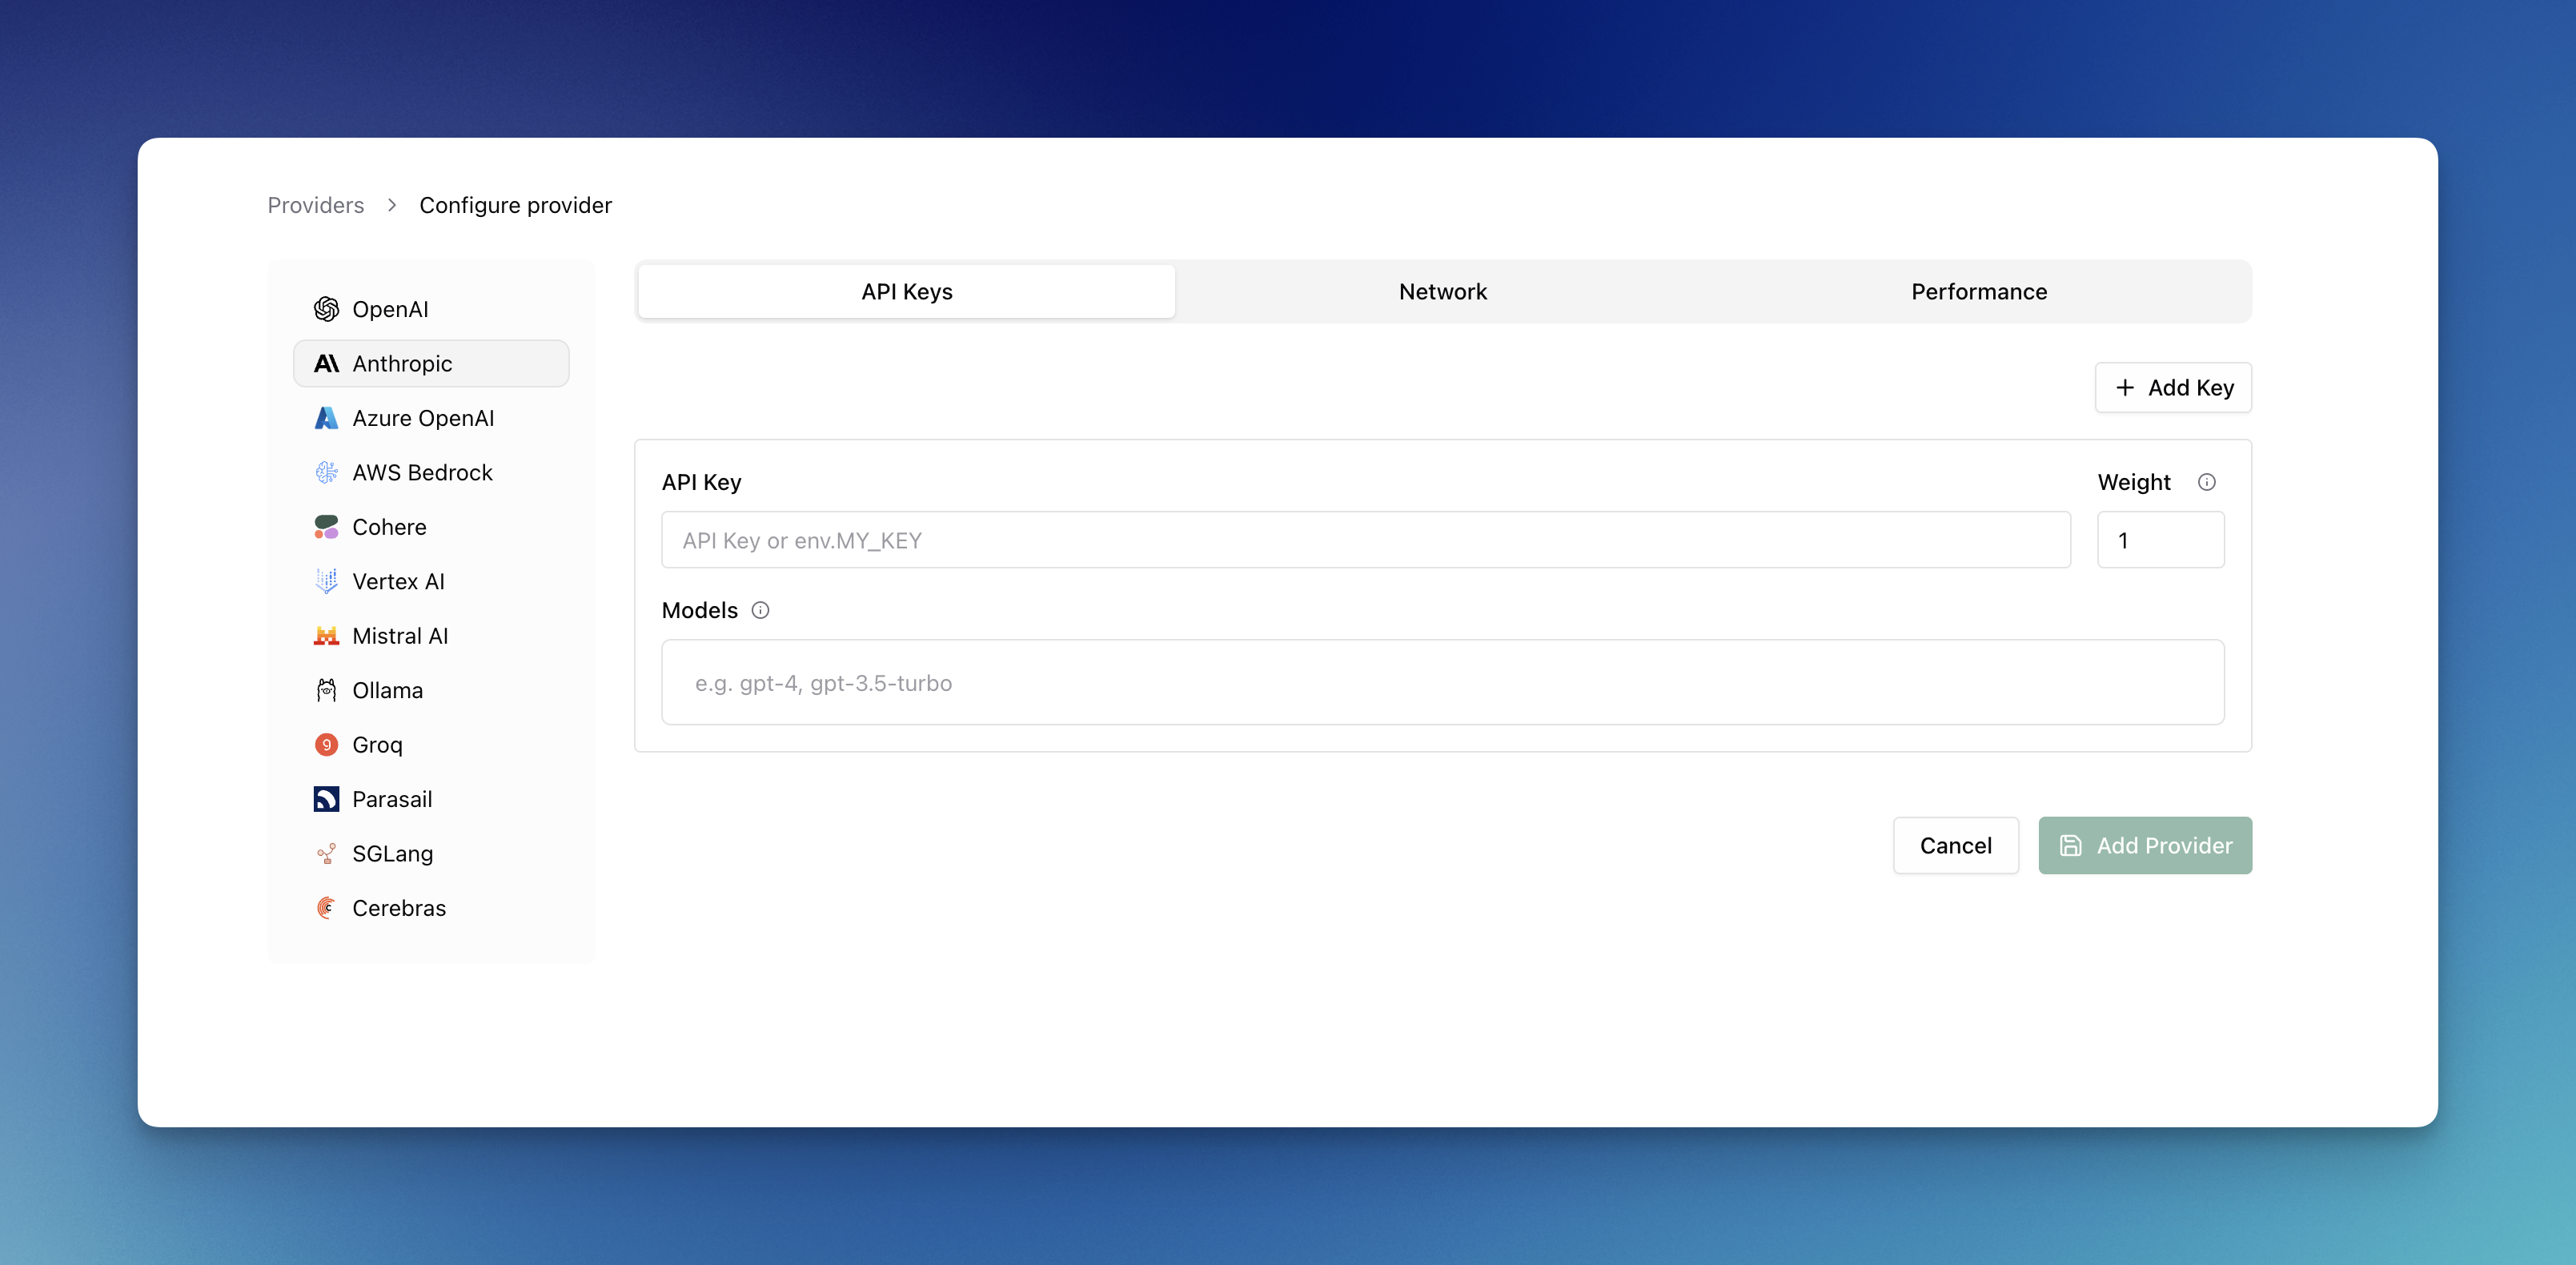 Providers > Configure provider
OpenAI
Anthropic
Azure OpenAI
AWS Bedrock
Cohere
Vertex AI
Mistral AI
Ollama
Groq
Parasail
SGLang
Cerebras
API Keys Network Performance
Add Key
API Key Weight
API Key or env.MY_KEY 1
Models
e.g. gpt-4, gpt-3.5-turbo
Cancel Add Provider